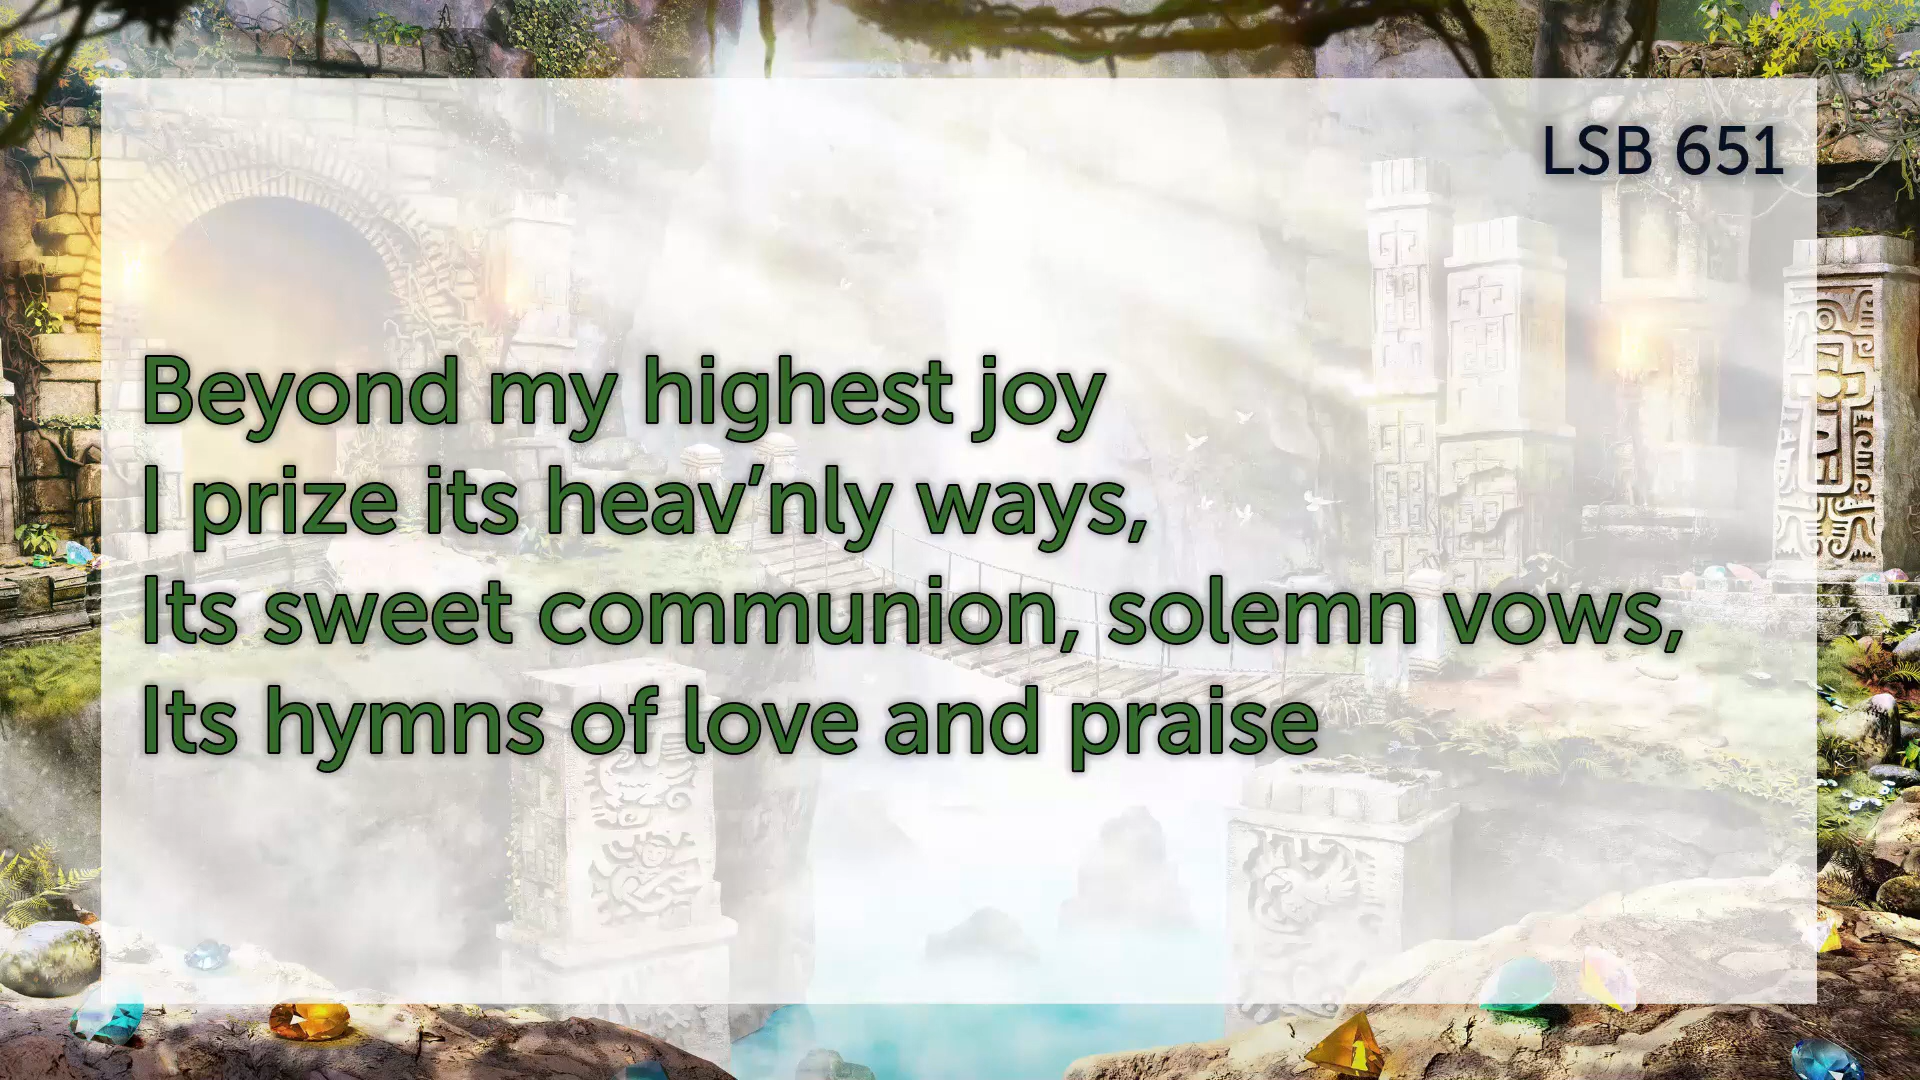 LSB 651
Beyond my highest joy
I prize its heav’nly ways,
Its sweet communion, solemn vows,
Its hymns of love and praise